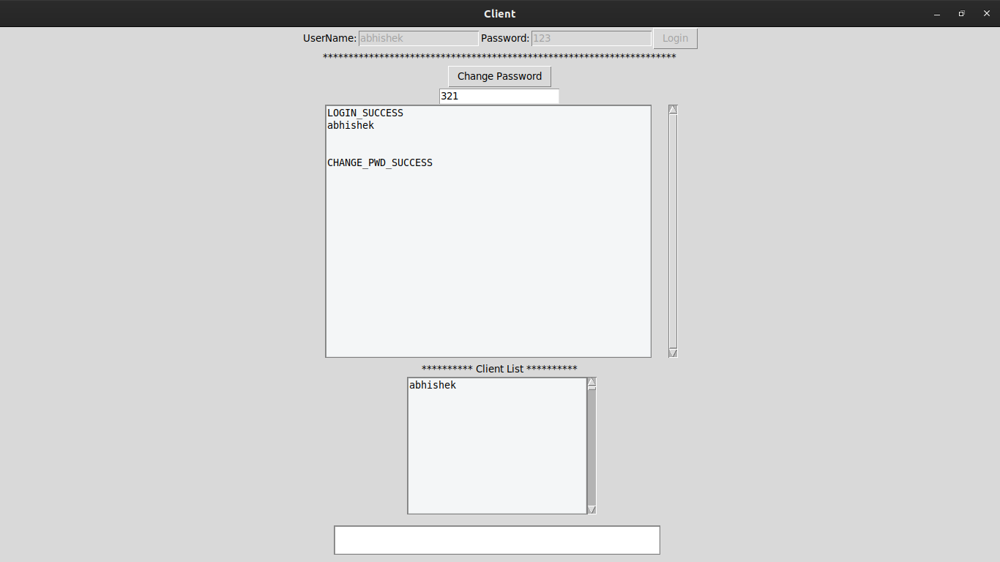 Client
UserName: abhishek Password: 123 Login
*********************************************************************
Change Password
321
LOGIN_SUCCESS
abhishek
CHANGE_PWD_SUCCESS
********** Client List **********
abhishek